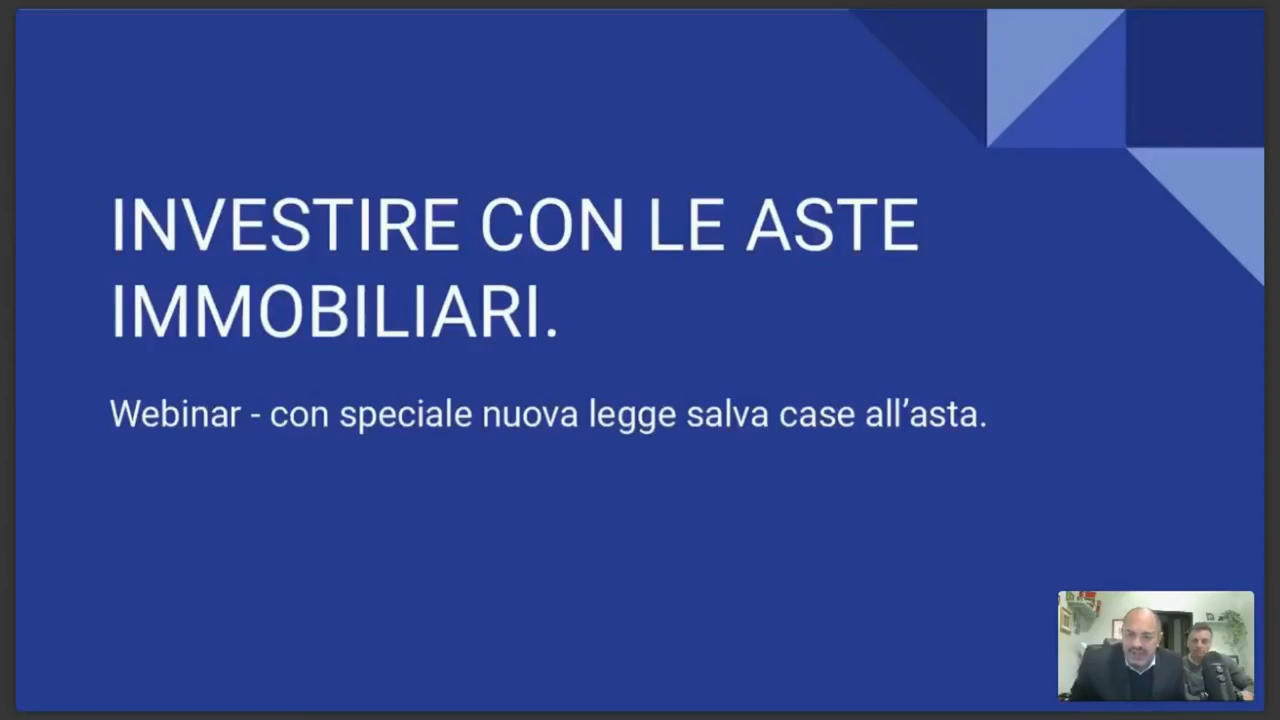 INVESTIRE CON LE ASTE
IMMOBILIARI.
Webinar - con speciale nuova legge salva case all’asta.